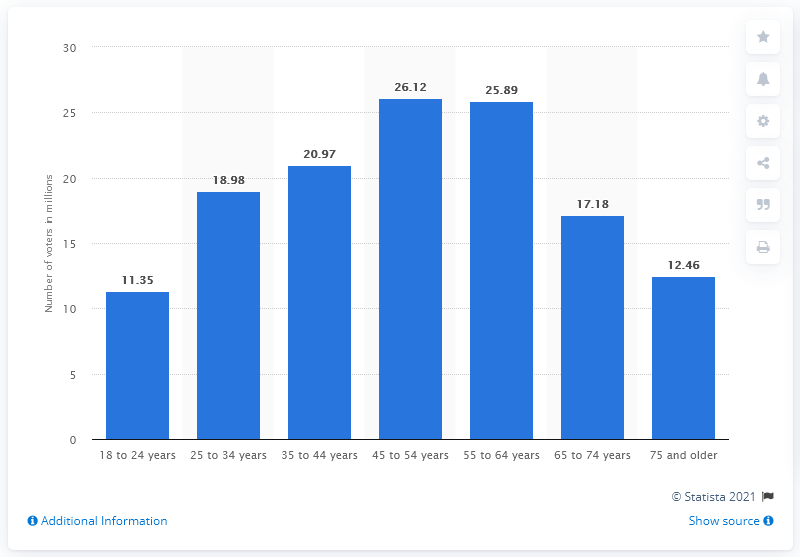 30
25
20
15
10
5
0
Number of voters in millions
11.35
18.98
20.97
26.12
25.89
17.18
12.46
18 to 24 years
25 to 34 years
35 to 44 years
45 to 54 years
55 to 64 years
65 to 74 years
75 and older
© Statista 2021
Additional Information
Show source